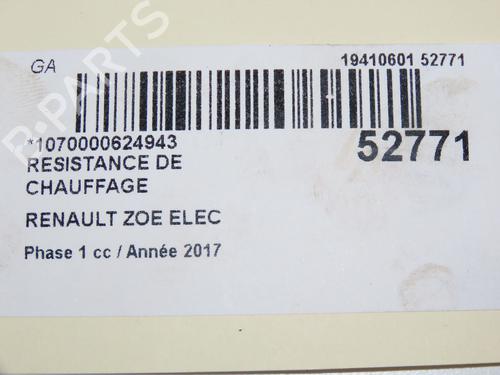 GA
19410601 52771
*1070000624943
52771
RESISTANCE DE
CHAUFFAGE
RENAULT ZOE ELEC
Phase 1 cc / Année 2017
B-PARTS